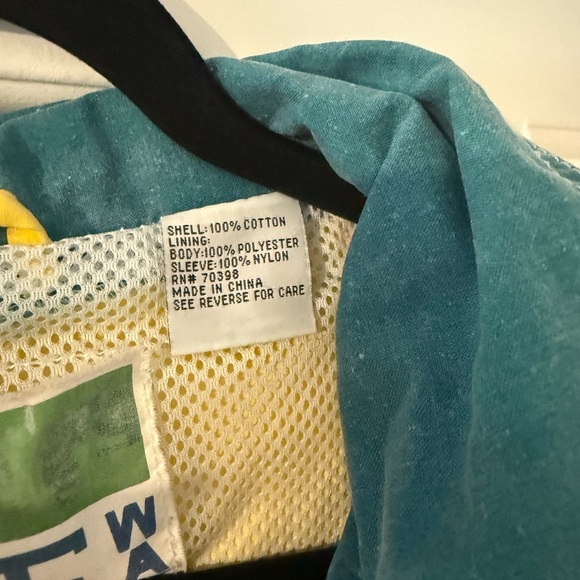 SHELL: 100% COTTON
LINING:
BODY:100% POLYESTER
SLEEVE:100% NYLON
RN# 70398
MADE IN CHINA
SEE REVERSE FOR CARE